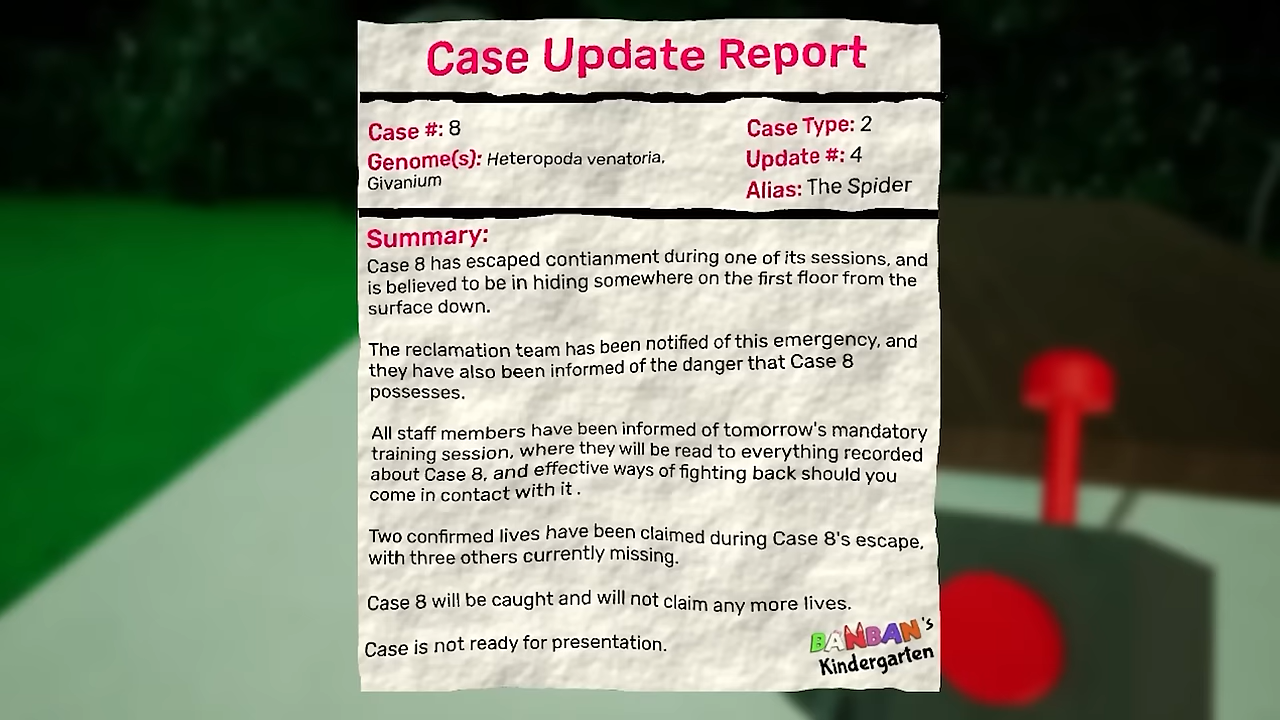 Case Update Report
Case #: 8
Genome(s): Heteropoda venatoria,
Givanium
Case Type: 2
Update #: 4
Alias: The Spider
Summary:
Case 8 has escaped contianment during one of its sessions, and
is believed to be in hiding somewhere on the first floor from the
surface down.
The reclamation team has been notified of this emergency, and
they have also been informed of the danger that Case 8
possesses.
All staff members have been informed of tomorrow's mandatory
training session, where they will be read to everything recorded
about Case 8, and effective ways of fighting back should you
come in contact with it .
Two confirmed lives have been claimed during Case 8's escape,
with three others currently missing.
Case 8 will be caught and will not claim any more lives.
Case is not ready for presentation.
BANBAN's
Kindergarten